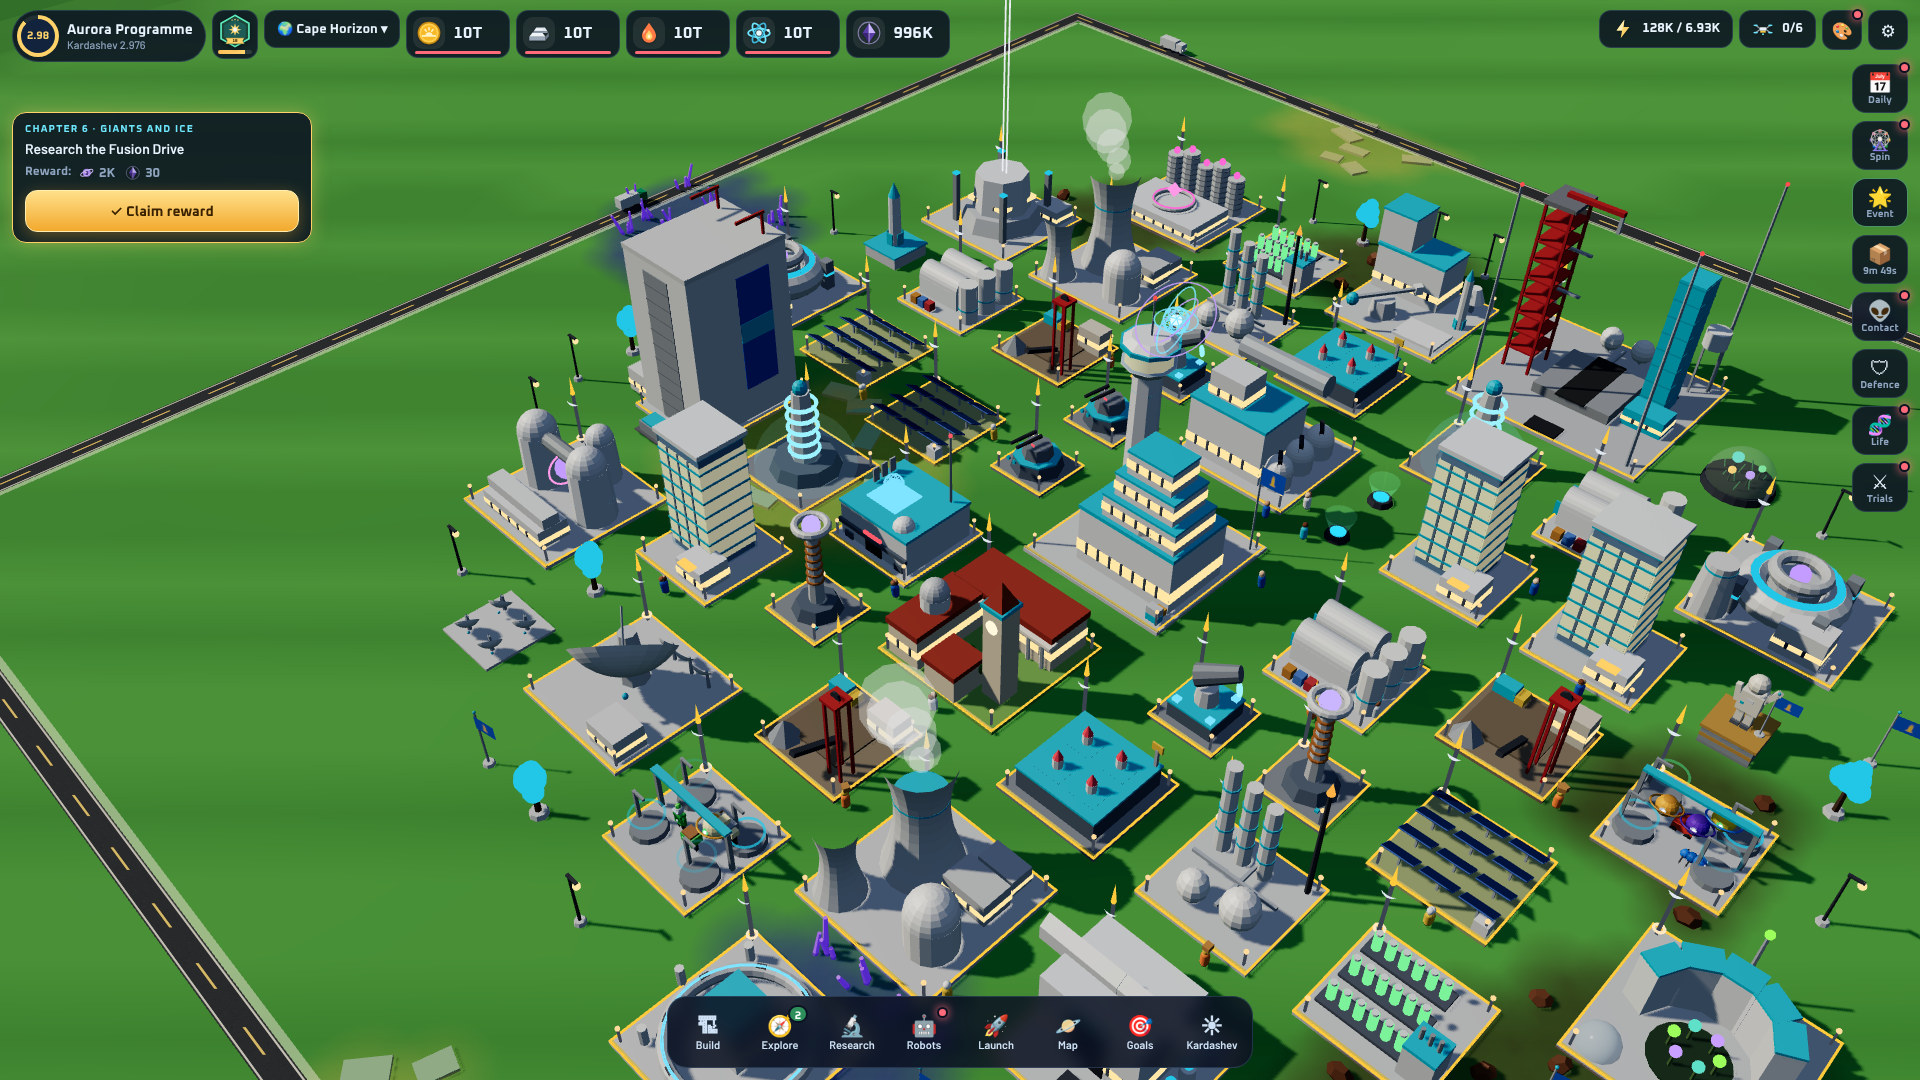 2.98
Aurora Programme
Kardashev 2.976
Cape Horizon ▾
10T
10T
10T
10T
996K
128K / 6.93K
0/6
CHAPTER 6 · GIANTS AND ICE
Research the Fusion Drive
Reward: 2K 30
✓ Claim reward
17
Daily
Spin
Event
9m 49s
Contact
Defence
Life
Trials
Build
2
Explore
Research
Robots
Launch
Map
Goals
Kardashev